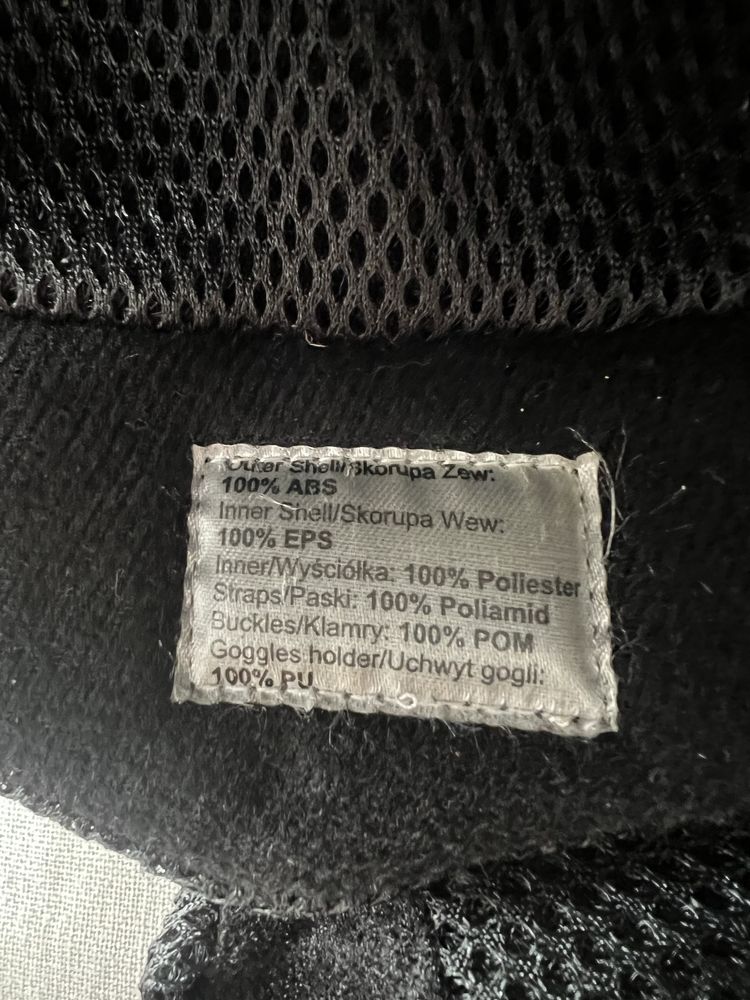 Outer Shell/Skorupa Zew:
100% ABS
Inner Shell/Skorupa Wew:
100% EPS
Inner/Wyściółka: 100% Poliester
Straps/Paski: 100% Poliamid
Buckles/Klamry: 100% POM
Goggles holder/Uchwyt gogli:
100% PU